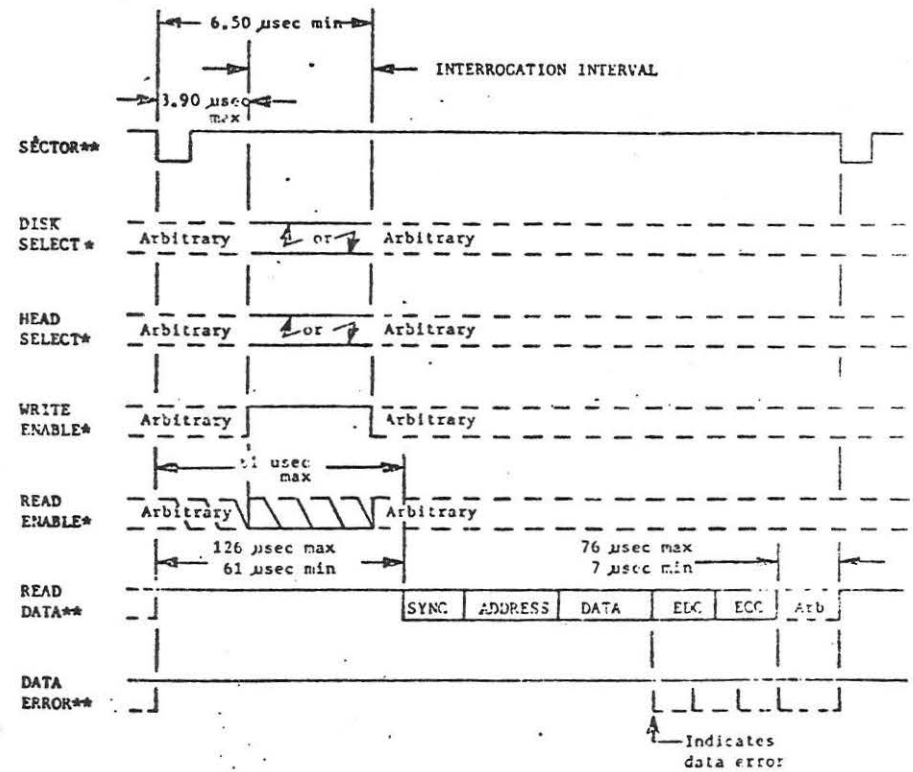 6.50 µsec min
INTERROGATION INTERVAL
3.90 µsec
max
SECTOR**
DISK
SELECT*
Arbitrary or Arbitrary
HEAD
SELECT*
Arbitrary or Arbitrary
WRITE
ENABLE*
Arbitrary Arbitrary
usec
max
READ
ENABLE*
Arbitrary Arbitrary
126 µsec max
61 µsec min
76 µsec max
7 µsec min
READ
DATA**
SYNC ADDRESS DATA EDC ECC Arb
DATA
ERROR**
Indicates
data error